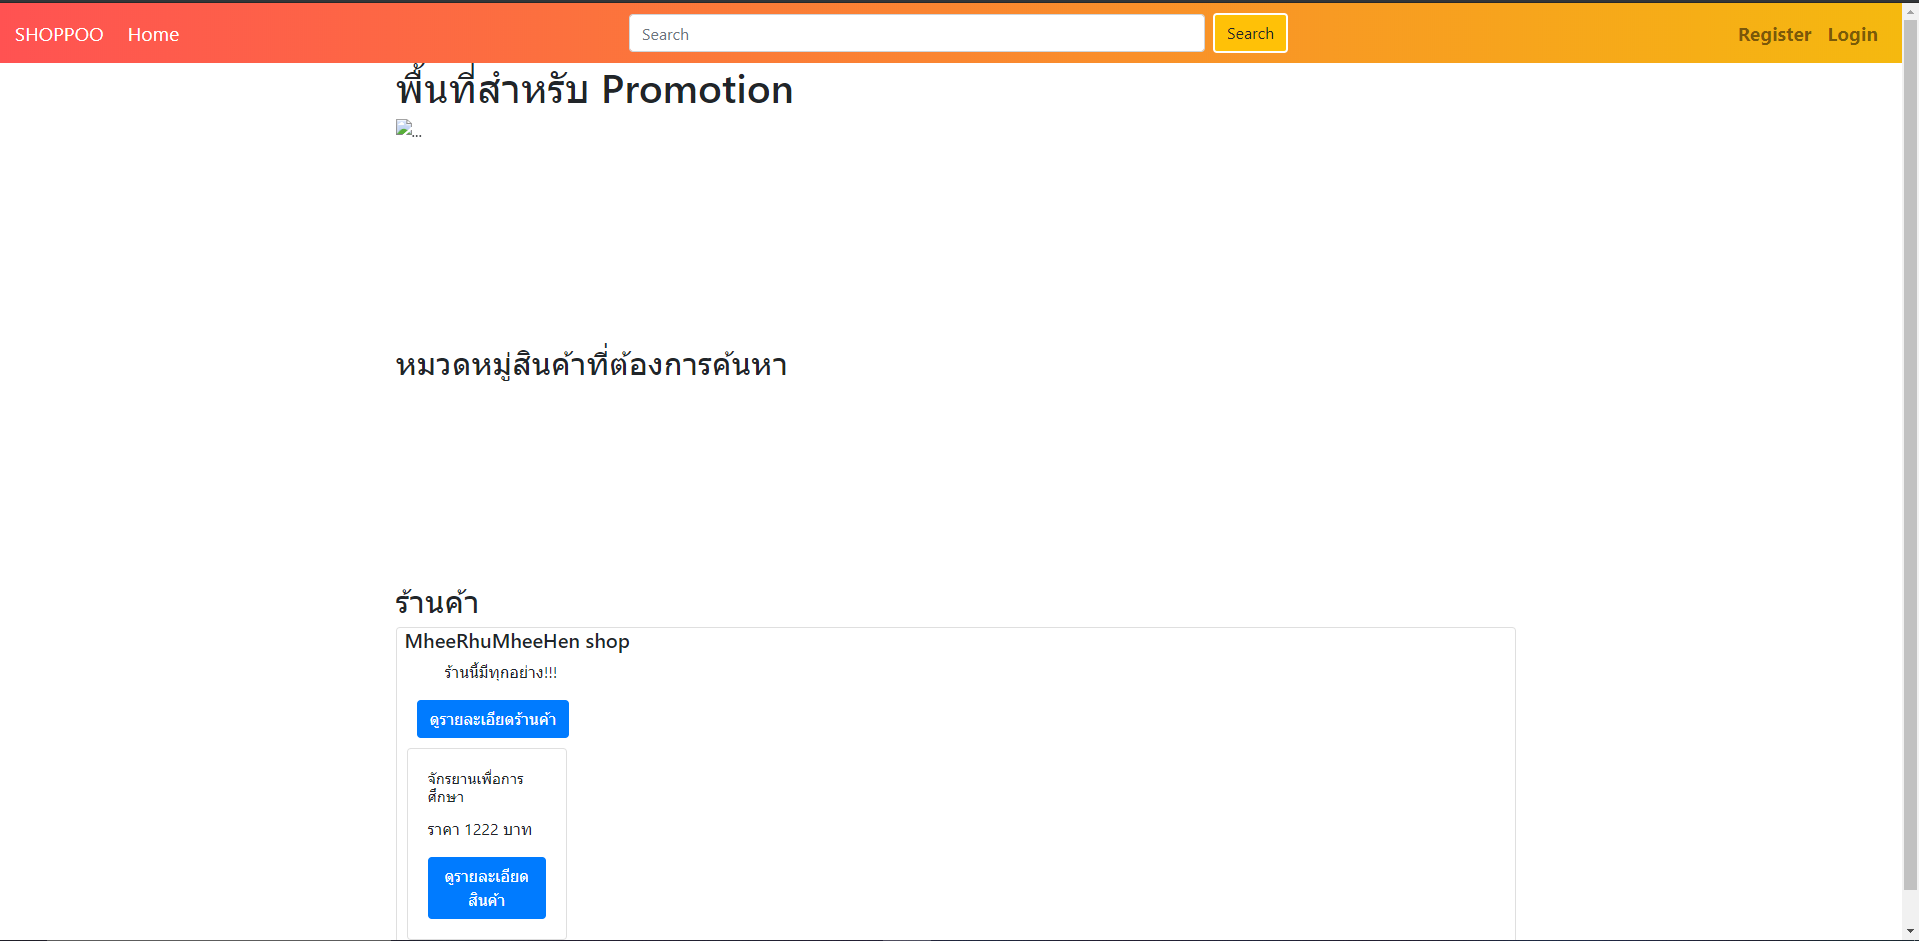 SHOPPOO Home Search Search Register Login
พื้นที่สำหรับ Promotion
...
หมวดหมู่สินค้าที่ต้องการค้นหา
ร้านค้า
MheeRhuMheeHen shop
ร้านนี้มีทุกอย่าง!!!
ดูรายละเอียดร้านค้า
จักรยานเพื่อการ
ศึกษา
ราคา 1222 บาท
ดูรายละเอียด
สินค้า